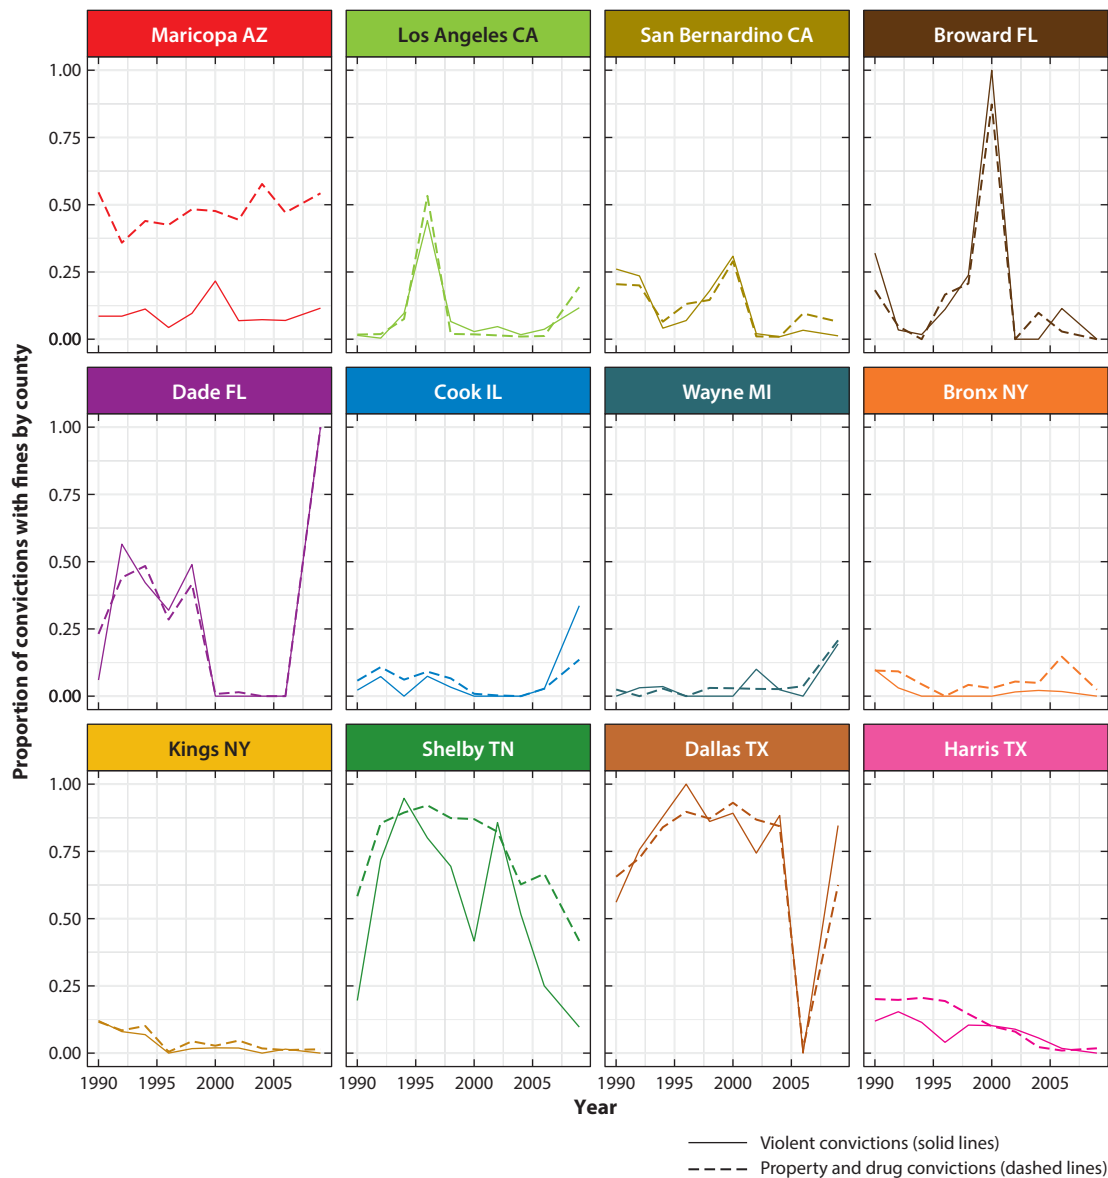 Maricopa AZ
Los Angeles CA
San Bernardino CA
Broward FL
1.00
0.75
0.50
0.25
0.00
Dade FL
Cook IL
Wayne MI
Bronx NY
1.00
0.75
0.50
0.25
0.00
Proportion of convictions with fines by county
Kings NY
Shelby TN
Dallas TX
Harris TX
1.00
0.75
0.50
0.25
0.00
1990 1995 2000 2005
1990 1995 2000 2005
1990 1995 2000 2005
1990 1995 2000 2005
Year
Violent convictions (solid lines)
Property and drug convictions (dashed lines)